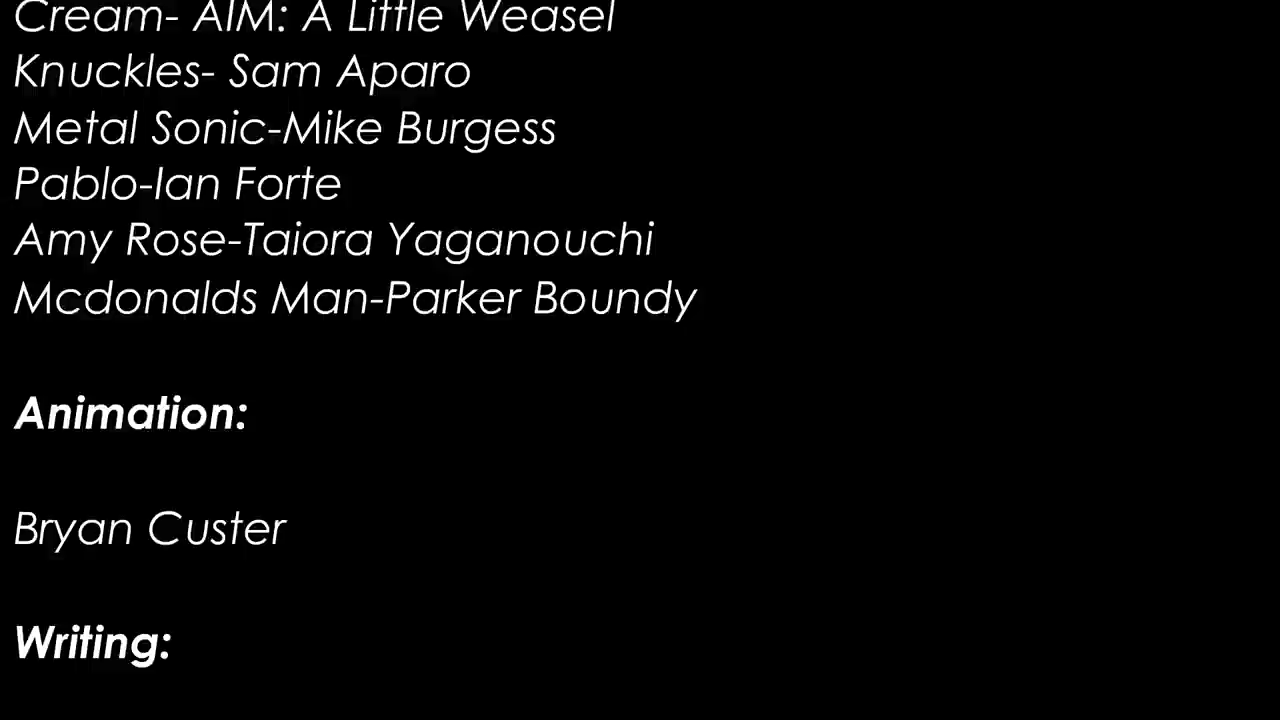 Cream- AIM: A Little Weasel
Knuckles- Sam Aparo
Metal Sonic-Mike Burgess
Pablo-Ian Forte
Amy Rose-Taiora Yaganouchi
Mcdonalds Man-Parker Boundy
Animation:
Bryan Custer
Writing: